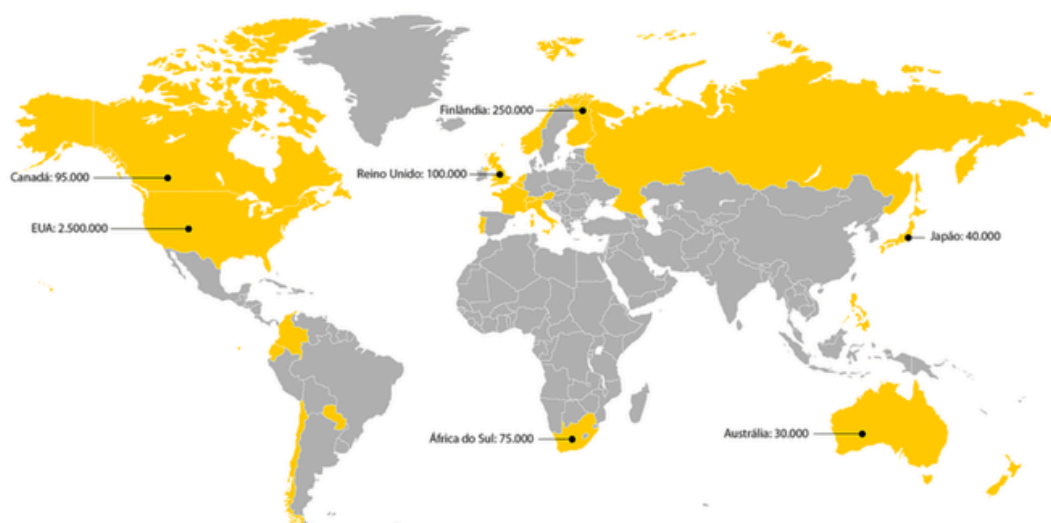 Finlândia: 250.000
Canadá: 95.000
Reino Unido: 100.000
EUA: 2.500.000
Japão: 40.000
África do Sul: 75.000
Austrália: 30.000